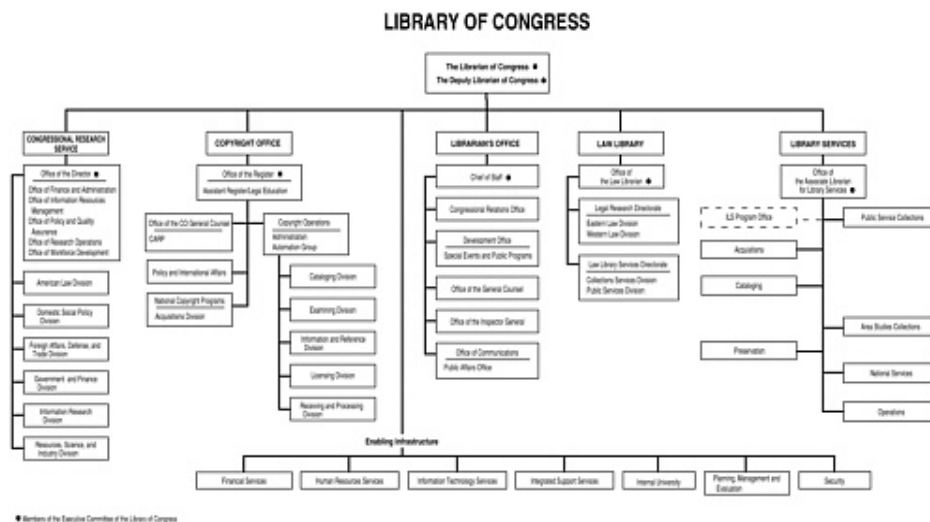 LIBRARY OF CONGRESS
The Librarian of Congress
The Deputy Librarian of Congress
CONGRESSIONAL RESEARCH
SERVICE
Office of the Director
Office of Finance and Administration
Office of Information Resources
Management
Office of Policy and Quality
Assurance
Office of Research Operations
Office of Workforce Development
American Law Division
Domestic Social Policy
Division
Foreign Affairs, Defense, and
Trade Division
Government and Finance
Division
Information Research
Division
Resources, Science, and
Industry Division
COPYRIGHT OFFICE
Office of the Register
Assistant Register/Legal Education
Office of the CO General Counsel
CARP
Policy and International Affairs
National Copyright Programs
Acquisitions Division
Copyright Operations
Administration
Automation Group
Cataloging Division
Examining Division
Information and Reference
Division
Licensing Division
Receiving and Processing
Division
LIBRARIAN'S OFFICE
Chief of Staff
Congressional Relations Office
Development Office
Special Events and Public Programs
Office of the General Counsel
Office of the Inspector General
Office of Communications
Public Affairs Office
LAW LIBRARY
Office of
the Law Librarian
Legal Research Directorate
Eastern Law Division
Western Law Division
Law Library Services Directorate
Collections Services Division
Public Services Division
LIBRARY SERVICES
Office of
the Associate Librarian
for Library Services
ILS Program Office
Public Service Collections
Acquisitions
Cataloging
Area Studies Collections
Preservation
National Services
Operations
Enabling Infrastructure
Financial Services
Human Resources Services
Information Technology Services
Integrated Support Services
Internal University
Planning, Management and
Evaluation
Security
Members of the Executive Committee of the Library of Congress